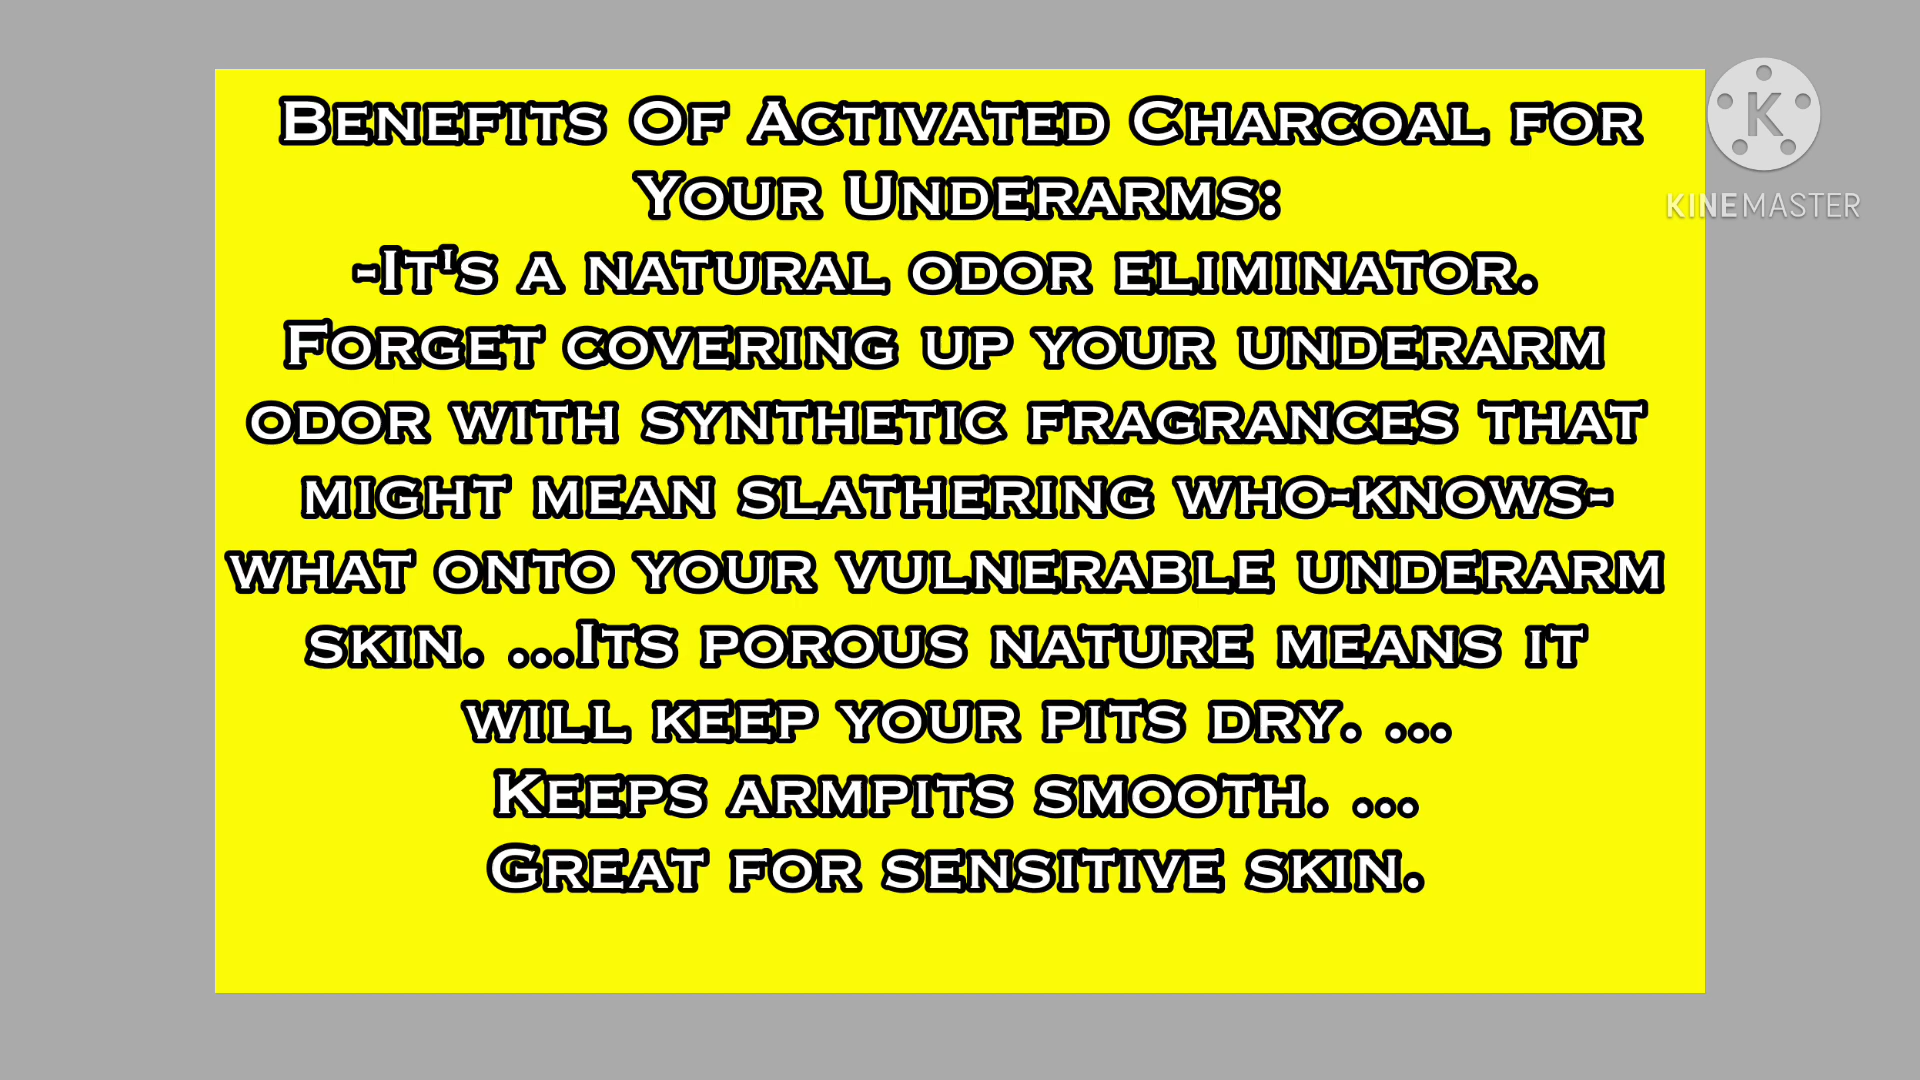 Benefits Of Activated Charcoal for
Your Underarms:
-It's a natural odor eliminator.
Forget covering up your underarm
odor with synthetic fragrances that
might mean slathering who-knows-
what onto your vulnerable underarm
skin. ...Its porous nature means it
will keep your pits dry. ...
Keeps armpits smooth. ...
Great for sensitive skin.
K
KINEMASTER